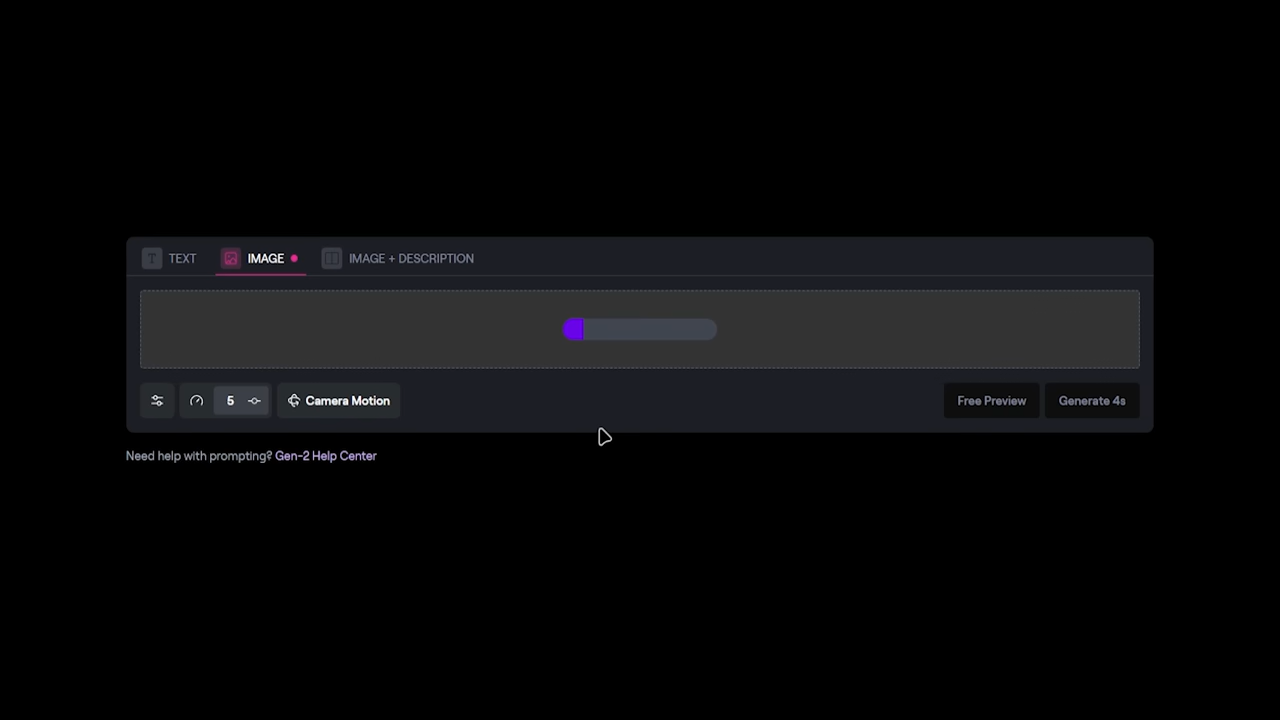 TEXT
IMAGE
IMAGE + DESCRIPTION
5
Camera Motion
Free Preview
Generate 4s
Need help with prompting? Gen-2 Help Center